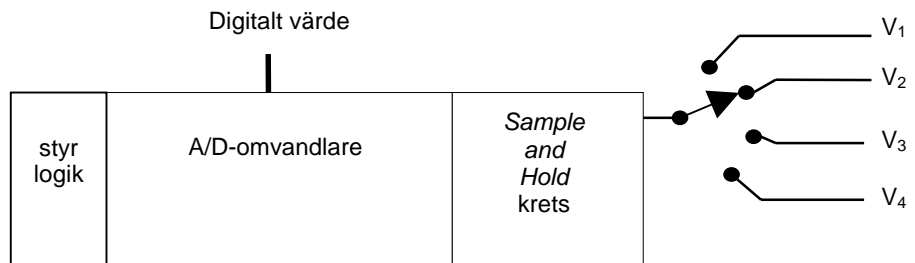 Digitalt värde
V1
V2
V3
V4
styr
logik
A/D-omvandlare
Sample
and
Hold
krets